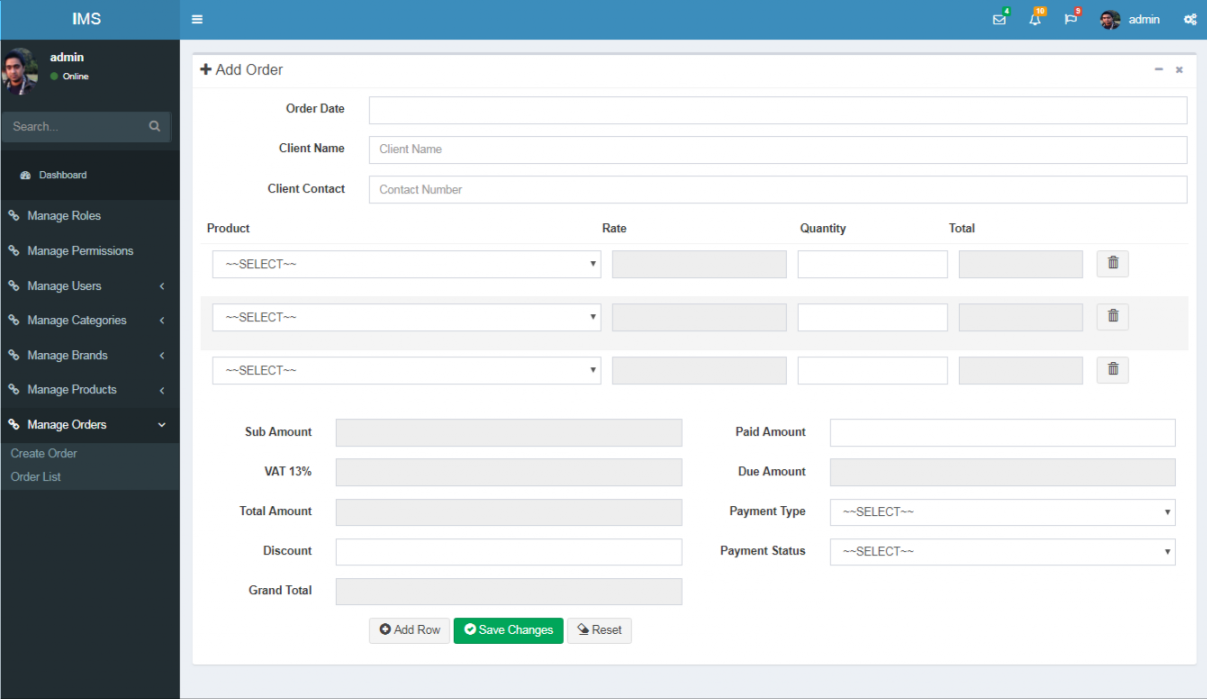 IMS
4
10
9
admin
admin
Online
Search...
Dashboard
Manage Roles
Manage Permissions
Manage Users
Manage Categories
Manage Brands
Manage Products
Manage Orders
Create Order
Order List
Add Order
Order Date
Client Name
Client Name
Client Contact
Contact Number
Product Rate Quantity Total
~~SELECT~~
~~SELECT~~
~~SELECT~~
Sub Amount
VAT 13%
Total Amount
Discount
Grand Total
Paid Amount
Due Amount
Payment Type ~~SELECT~~
Payment Status ~~SELECT~~
Add Row Save Changes Reset